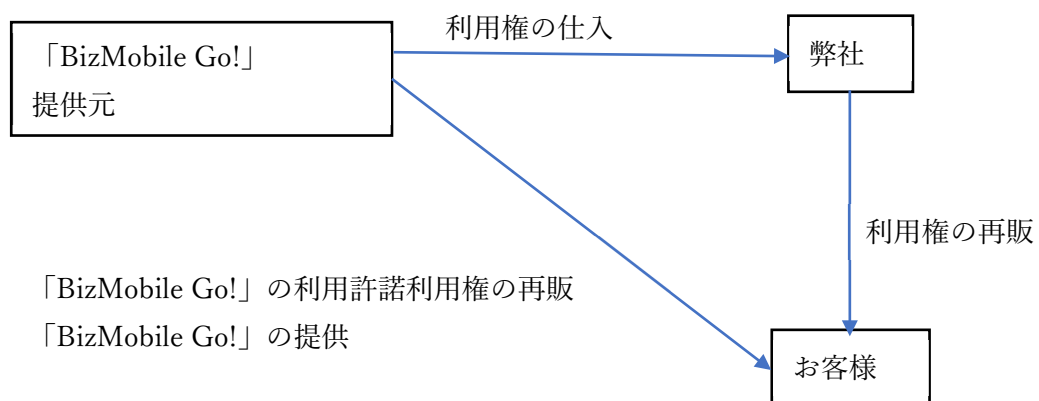 利用権の仕入
「BizMobile Go!」
提供元
弊社
利用権の再販
「BizMobile Go!」の利用許諾利用権の再販
「BizMobile Go!」の提供
お客様